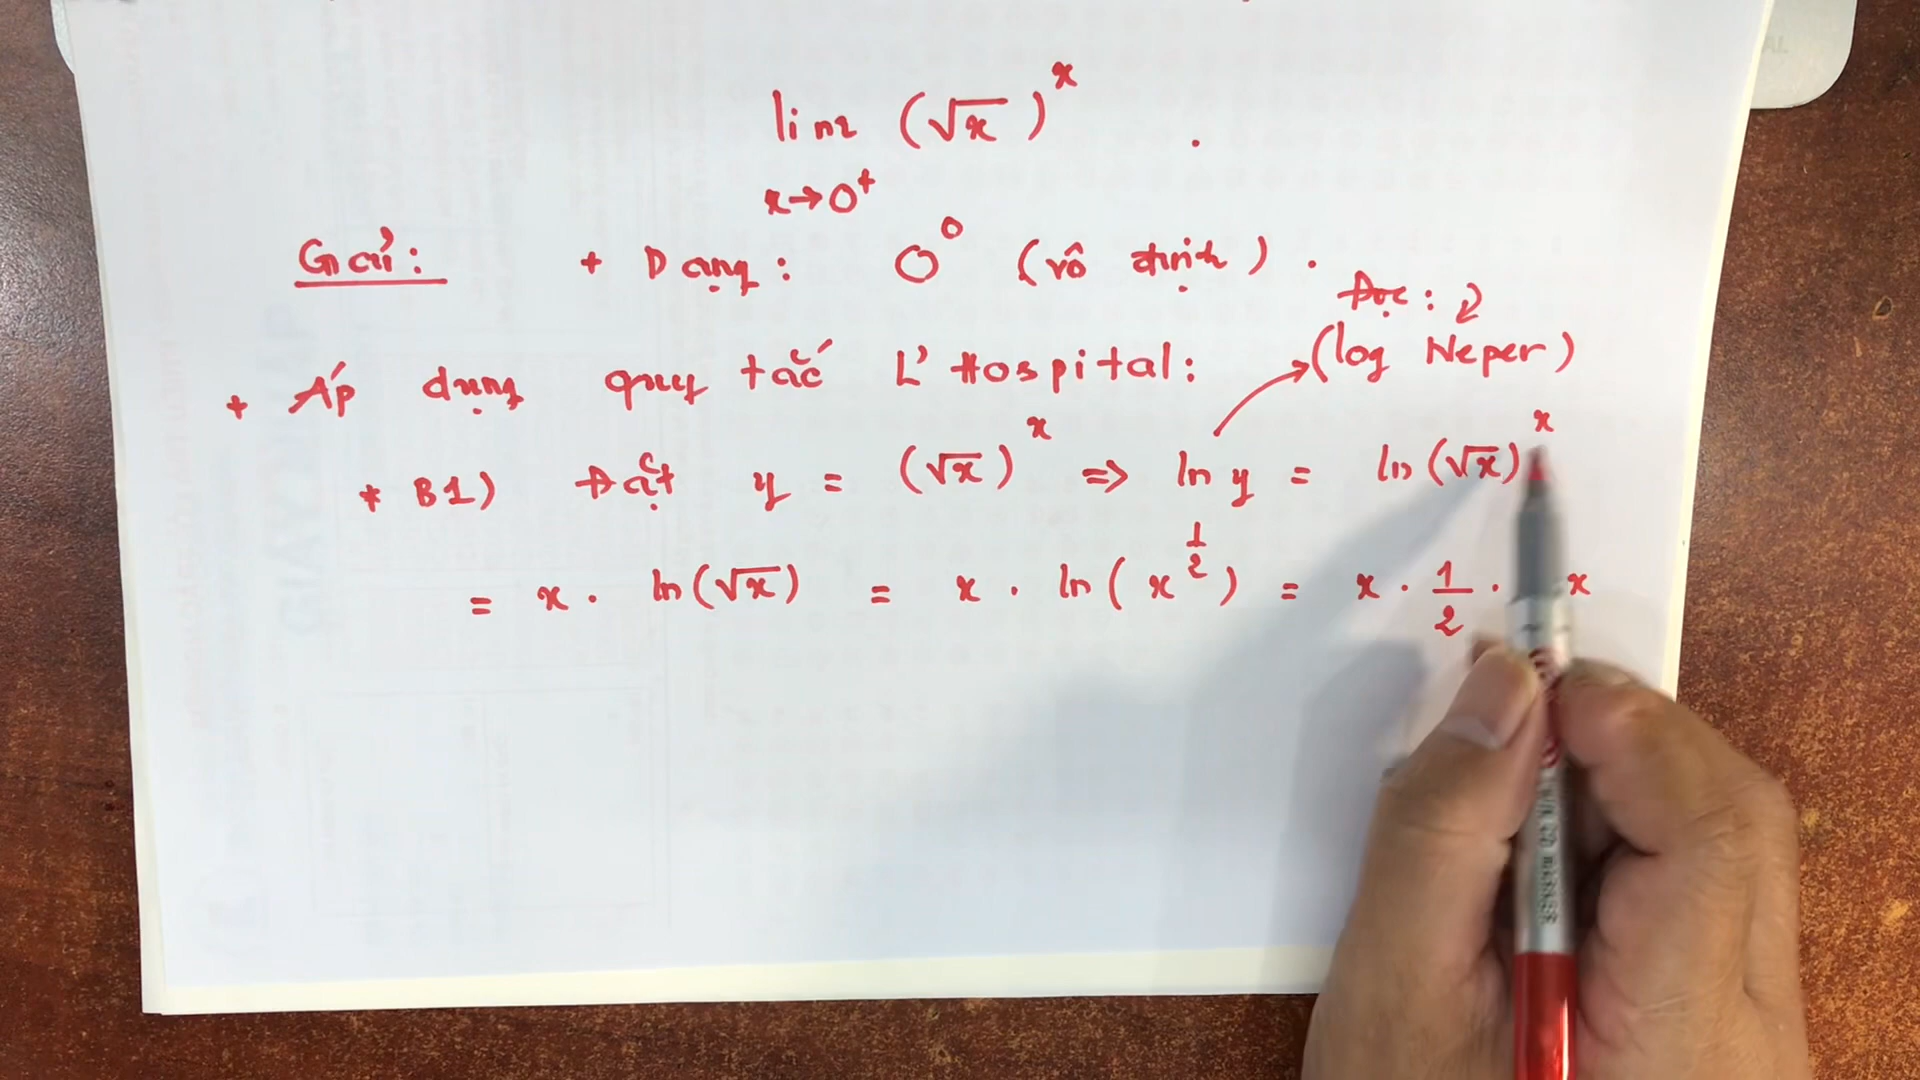 lim (√x)^x .
x→0⁺
Giải: + Dạng: 0⁰ (vô định).
Đọc:
+ Áp dụng quy tắc L'Hospital: (log Neper)
* B1) Đặt y = (√x)^x => ln y = ln(√x)^x
= x . ln(√x) = x . ln(x^½) = x . 1/2 . x